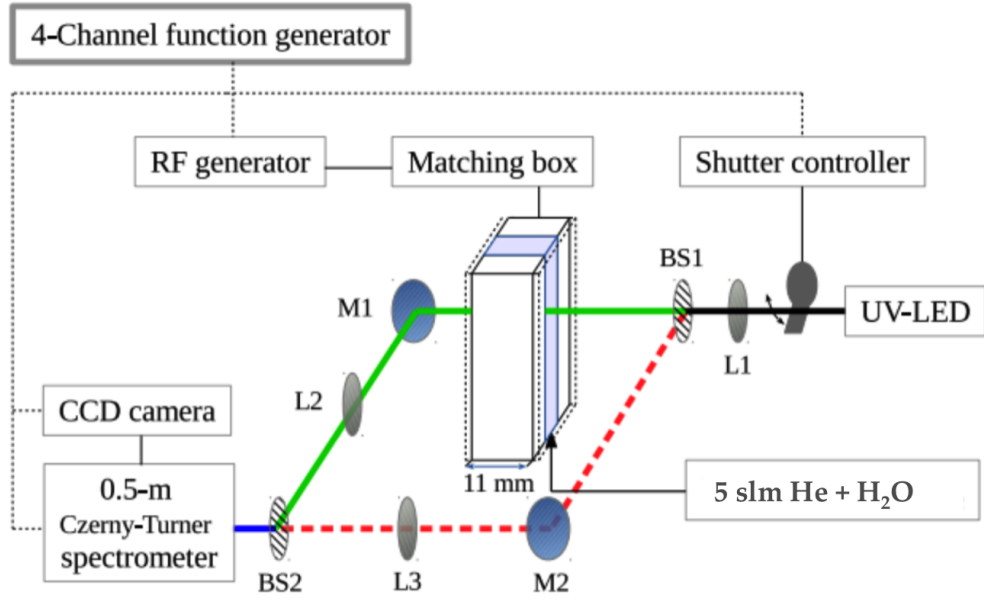 4-Channel function generator
RF generator
Matching box
Shutter controller
BS1
M1
UV-LED
L1
L2
CCD camera
11 mm
5 slm He + H₂O
0.5-m
Czerny-Turner
spectrometer
BS2
L3
M2